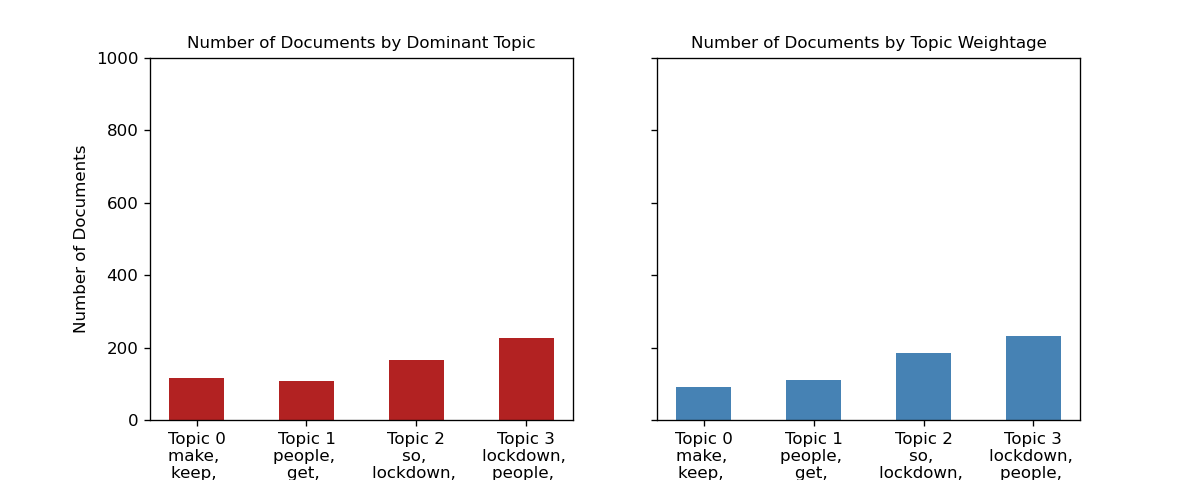 Number of Documents by Dominant Topic
Number of Documents
1000
800
600
400
200
0
Topic 0
make,
keep,
Topic 1
people,
get,
Topic 2
so,
lockdown,
Topic 3
lockdown,
people,
Number of Documents by Topic Weightage
Topic 0
make,
keep,
Topic 1
people,
get,
Topic 2
so,
lockdown,
Topic 3
lockdown,
people,